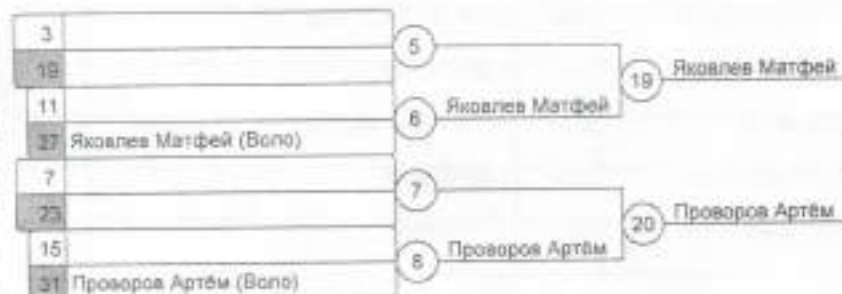 3
5
19
19 Яковлев Матфей
11
6 Яковлев Матфей
27 Яковлев Матфей (Воло)
7
7
23
20 Проворов Артём
15
8 Проворов Артём
31 Проворов Артём (Воло)